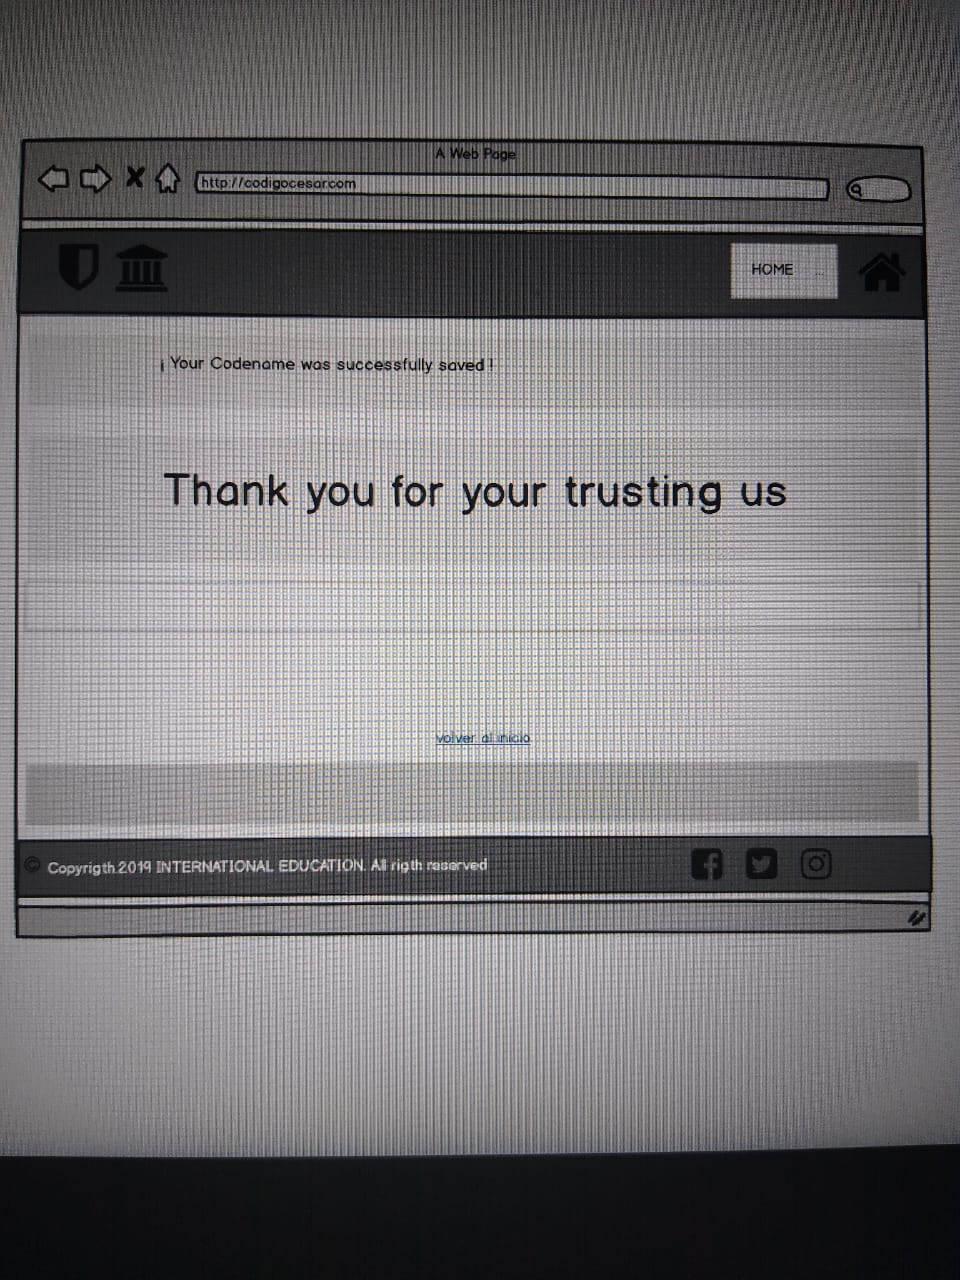 A Web Page
http://codigocesar.com
HOME
¡ Your Codename was successfully saved !
Thank you for your trusting us
volver al inicio
© Copyrigth 2019 INTERNATIONAL EDUCATION. All rigth reserved